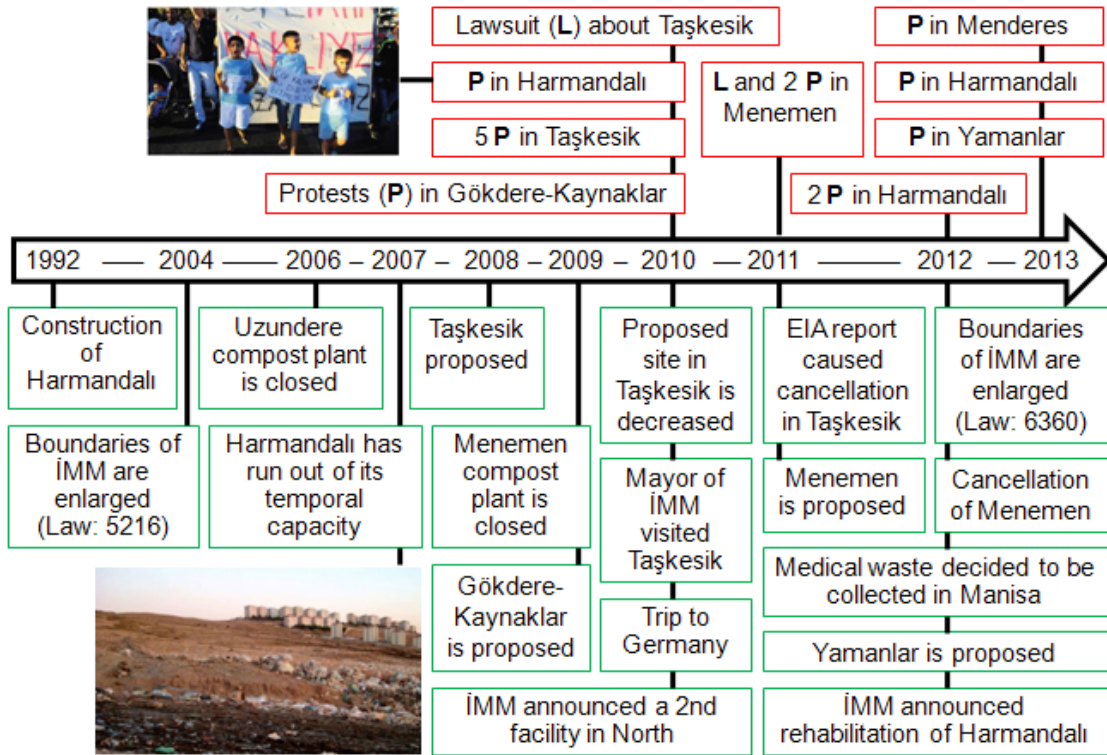 Lawsuit (L) about Taşkesik
P in Harmandalı
5 P in Taşkesik
Protests (P) in Gökdere-Kaynaklar
L and 2 P in
Menemen
2 P in Harmandalı
P in Menderes
P in Harmandalı
P in Yamanlar
1992 —— 2004 —— 2006 – 2007 – 2008 – 2009 – 2010 – 2011 —— 2012 – 2013
Construction
of
Harmandalı
Boundaries of
İMM are
enlarged
(Law: 5216)
Uzundere
compost plant
is closed
Harmandalı has
run out of its
temporal
capacity
Taşkesik
proposed
Menemen
compost
plant is
closed
Gökdere-
Kaynaklar
is proposed
Proposed
site in
Taşkesik is
decreased
Mayor of
İMM
visited
Taşkesik
Trip to
Germany
İMM announced a 2nd
facility in North
EIA report
caused
cancellation
in Taşkesik
Menemen
is proposed
Boundaries
of İMM are
enlarged
(Law: 6360)
Cancellation
of Menemen
Medical waste decided to be
collected in Manisa
Yamanlar is proposed
İMM announced
rehabilitation of Harmandalı